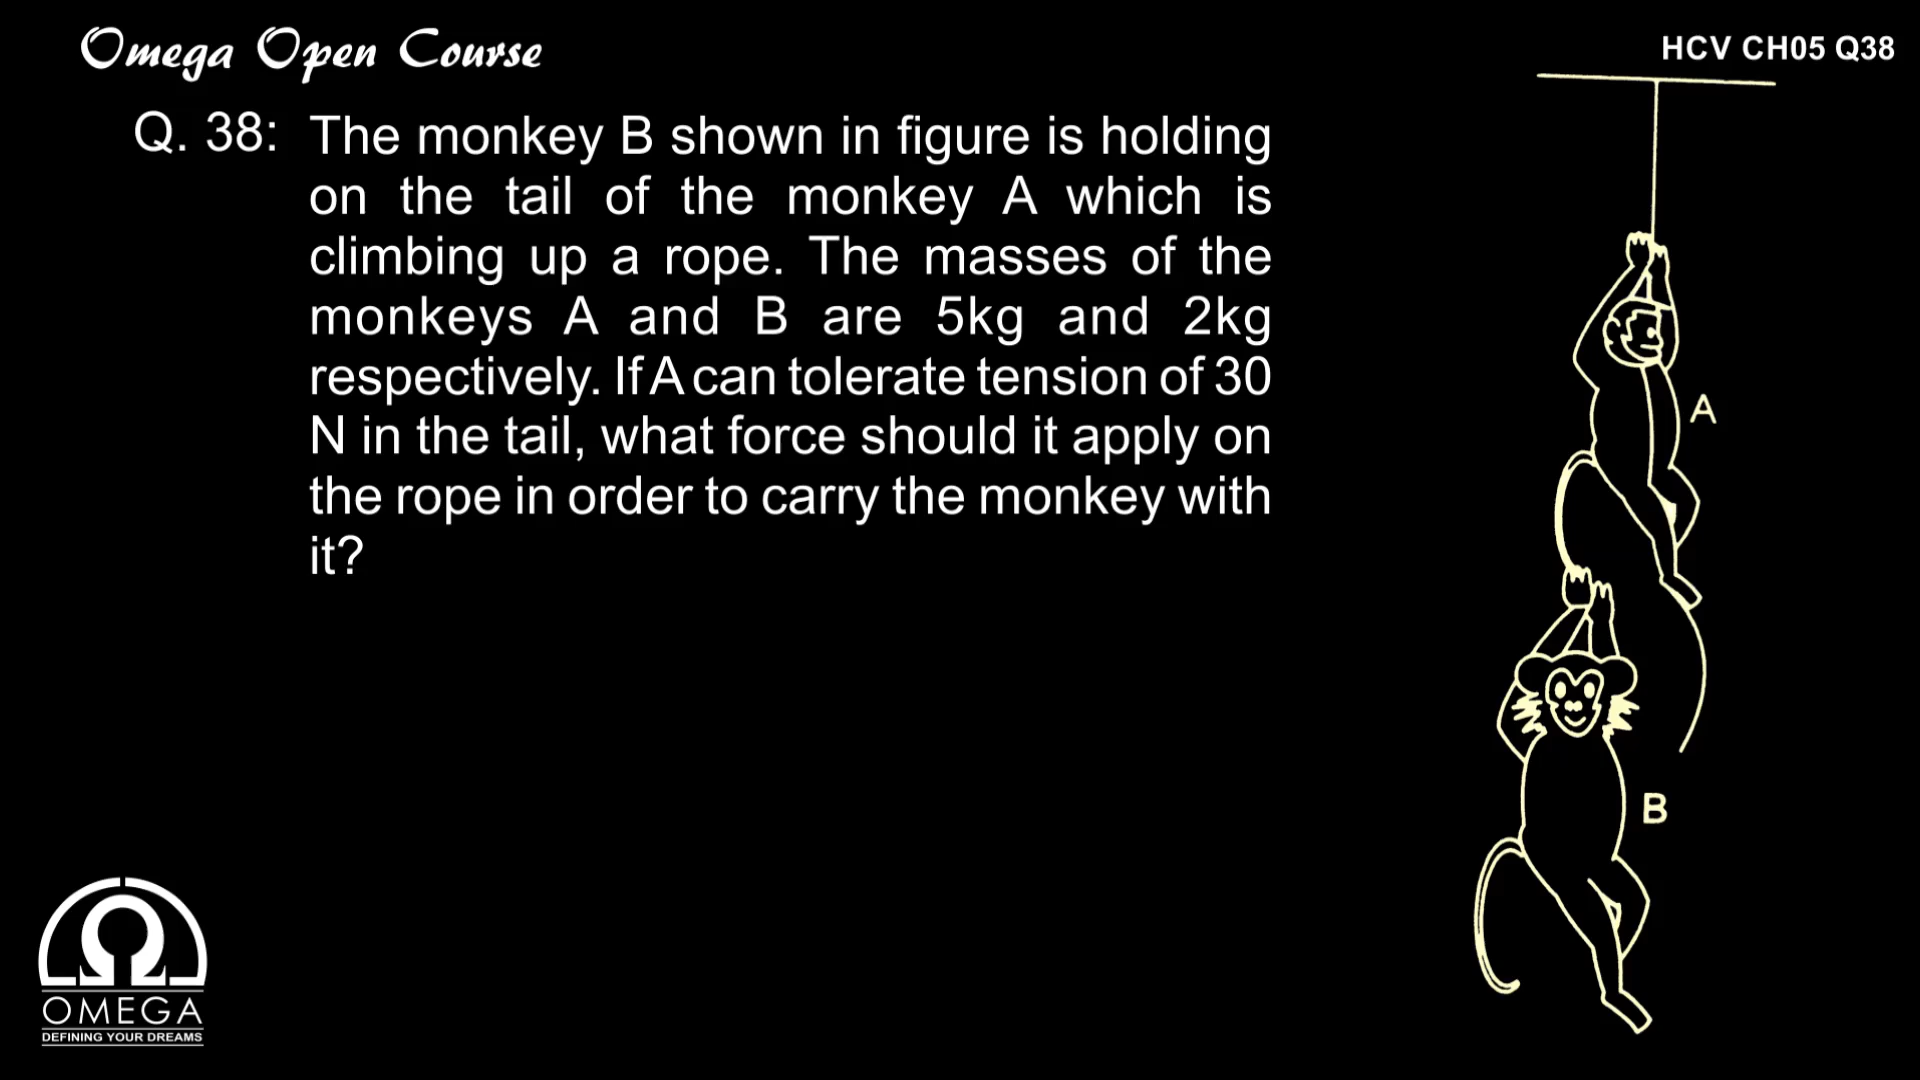 Omega Open Course
HCV CH05 Q38
Q. 38: The monkey B shown in figure is holding
on the tail of the monkey A which is
climbing up a rope. The masses of the
monkeys A and B are 5kg and 2kg
respectively. If A can tolerate tension of 30
N in the tail, what force should it apply on
the rope in order to carry the monkey with
it?
A
B
OMEGA
DEFINING YOUR DREAMS